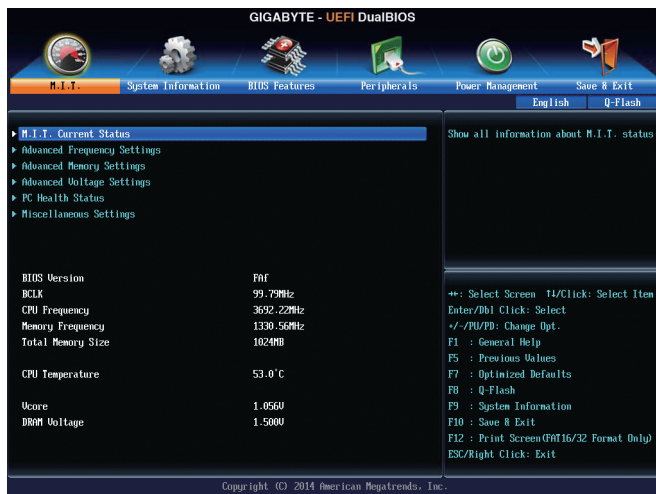 GIGABYTE - UEFI DualBIOS
M.I.T. System Information BIOS Features Peripherals Power Management Save & Exit
English Q-Flash
M.I.T. Current Status
Advanced Frequency Settings
Advanced Memory Settings
Advanced Voltage Settings
PC Health Status
Miscellaneous Settings
Show all information about M.I.T. status
BIOS Version FAf
BCLK 99.79MHz
CPU Frequency 3692.22MHz
Memory Frequency 1330.56MHz
Total Memory Size 1024MB
CPU Temperature 53.0°C
Vcore 1.056V
DRAM Voltage 1.500V
→←: Select Screen ↑↓/Click: Select Item
Enter/Dbl Click: Select
+/-/PU/PD: Change Opt.
F1 : General Help
F5 : Previous Values
F7 : Optimized Defaults
F8 : Q-Flash
F9 : System Information
F10 : Save & Exit
F12 : Print Screen(FAT16/32 Format Only)
ESC/Right Click: Exit
Copyright (C) 2014 American Megatrends, Inc.